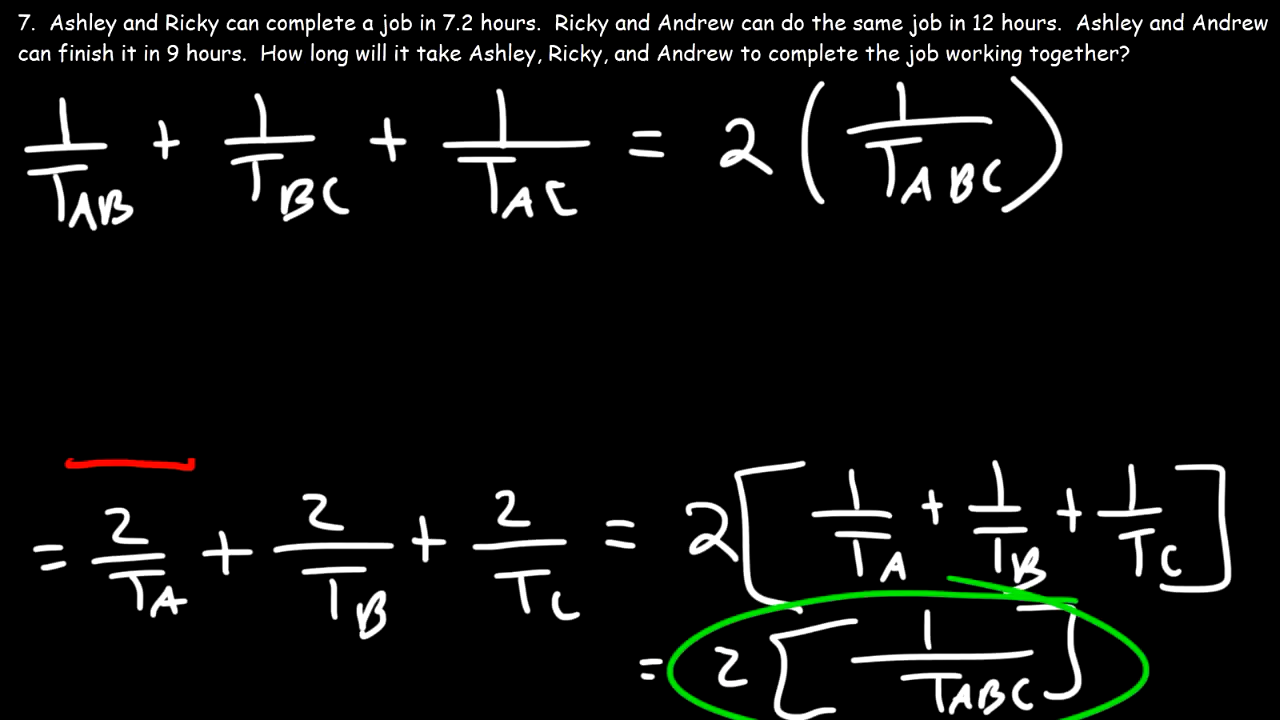 7. Ashley and Ricky can complete a job in 7.2 hours. Ricky and Andrew can do the same job in 12 hours. Ashley and Andrew
can finish it in 9 hours. How long will it take Ashley, Ricky, and Andrew to complete the job working together?
1/T_AB + 1/T_BC + 1/T_AC = 2 ( 1/T_ABC )
= 2/T_A + 2/T_B + 2/T_C = 2 [ 1/T_A + 1/T_B + 1/T_C ]
= 2 [ 1/T_ABC ]